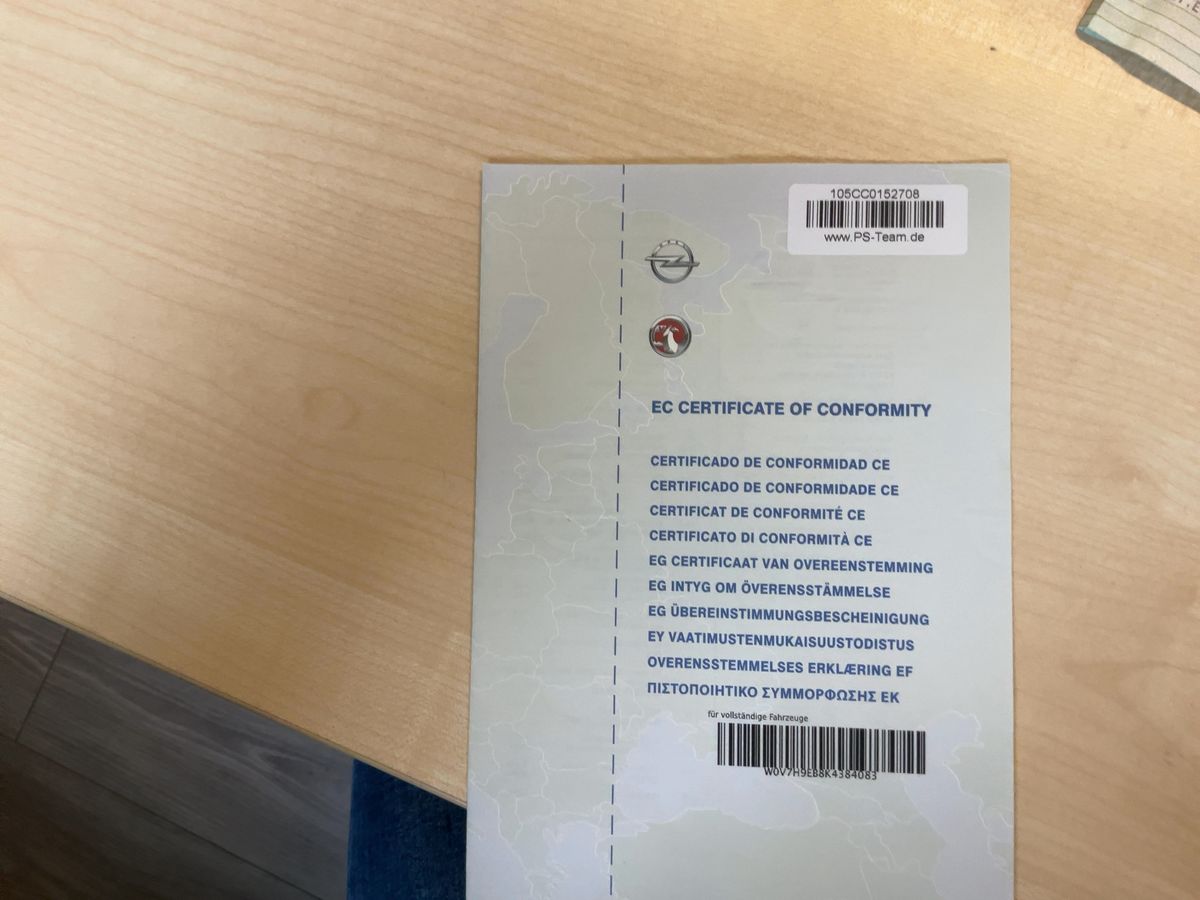 105CC0152708
www.PS-Team.de
EC CERTIFICATE OF CONFORMITY
CERTIFICADO DE CONFORMIDAD CE
CERTIFICADO DE CONFORMIDADE CE
CERTIFICAT DE CONFORMITÉ CE
CERTIFICATO DI CONFORMITÀ CE
EG CERTIFICAAT VAN OVEREENSTEMMING
EG INTYG OM ÖVERENSSTÄMMELSE
EG ÜBEREINSTIMMUNGSBESCHEINIGUNG
EY VAATIMUSTENMUKAISUUSTODISTUS
OVERENSSTEMMELSES ERKLÆRING EF
ΠΙΣΤΟΠΟΙΗΤΙΚΟ ΣΥΜΜΟΡΦΩΣΗΣ ΕΚ
für vollständige Fahrzeuge
W0V7H9EB8K4384083